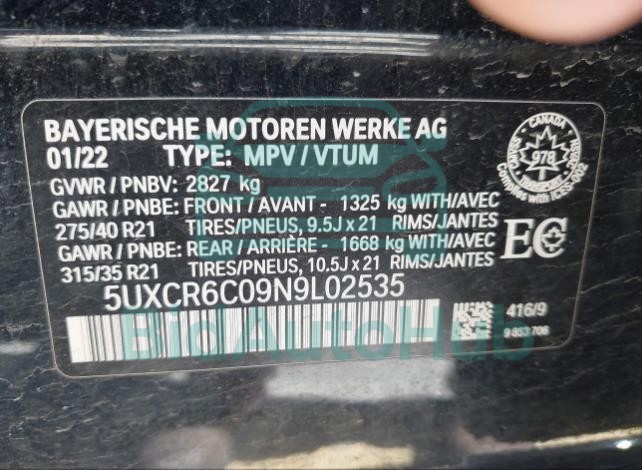 BAYERISCHE MOTOREN WERKE AG
01/22 TYPE: MPV / VTUM
GVWR / PNBV: 2827 kg
GAWR / PNBE: FRONT / AVANT - 1325 kg WITH/AVEC
275/40 R21 TIRES/PNEUS, 9.5J x 21 RIMS/JANTES
GAWR / PNBE: REAR / ARRIÈRE - 1668 kg WITH/AVEC
315/35 R21 TIRES/PNEUS, 10.5J x 21 RIMS/JANTES
CANADA
978
TRANSPORT
EC
5UXCR6C09N9L02535
416/9
9 853 706
BidAutoHub